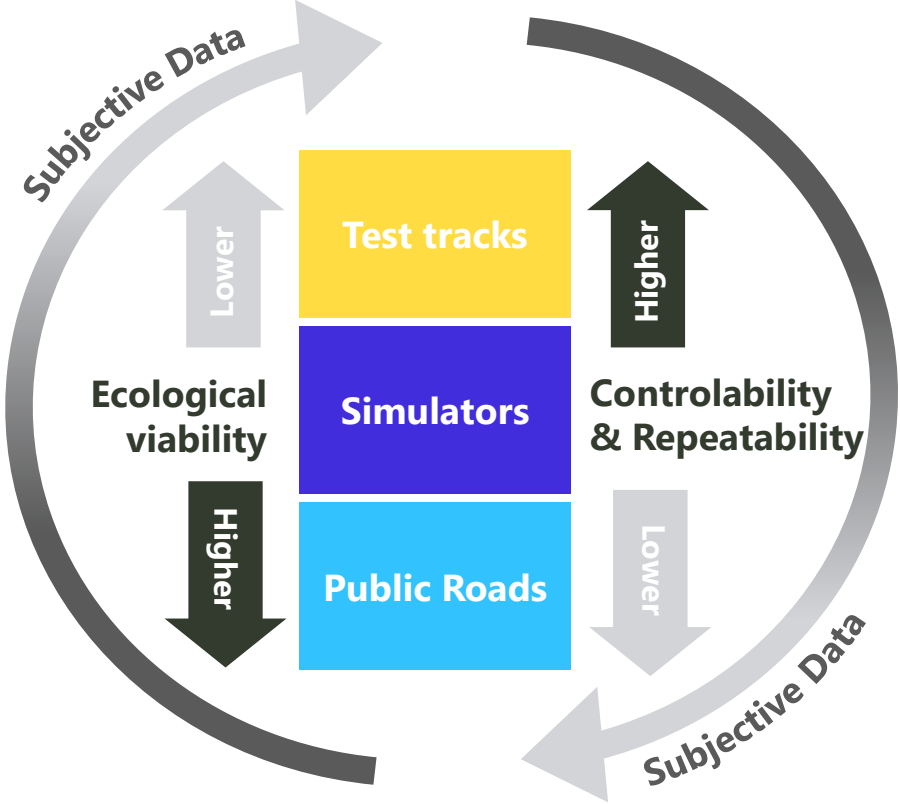 Subjective Data
Lower
Test tracks
Higher
Ecological
viability
Simulators
Controlability
& Repeatability
Higher
Public Roads
Lower
Subjective Data